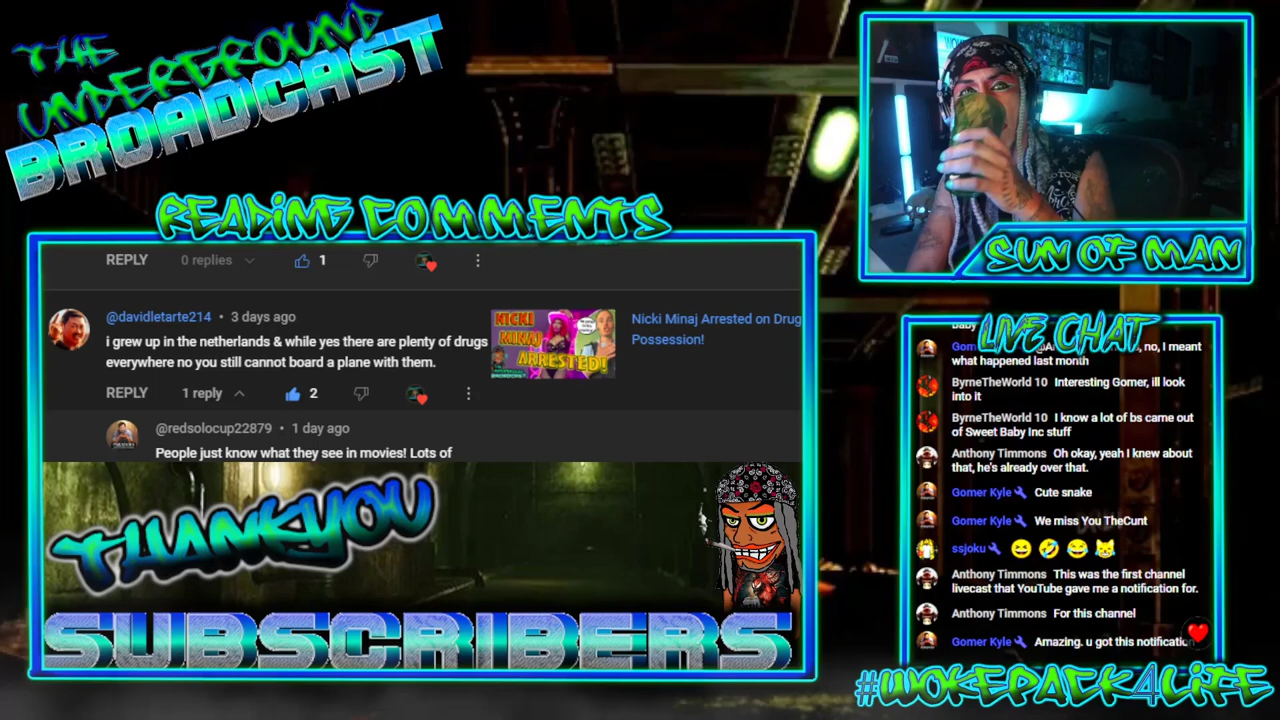 THE
UNDERGROUND
BROADCAST
READING COMMENTS
REPLY 0 replies 1
@davidletarte214 • 3 days ago
i grew up in the netherlands & while yes there are plenty of drugs
everywhere no you still cannot board a plane with them.
NICKI
MINAJ
ARRESTED!
Nicki Minaj Arrested on Drug
Possession!
REPLY 1 reply 2
@redsolocup22879 • 1 day ago
People just know what they see in movies! Lots of
THANKYOU
SUBSCRIBERS
SUN OF MAN
LIVE CHAT
no, I meant
what happened last month
ByrneTheWorld 10 Interesting Gomer, ill look
into it
ByrneTheWorld 10 I know a lot of bs came out
of Sweet Baby Inc stuff
Anthony Timmons Oh okay, yeah I knew about
that, he's already over that.
Gomer Kyle Cute snake
Gomer Kyle We miss You TheCunt
ssjoku 😆 🤣 😂 😹
Anthony Timmons This was the first channel
livecast that YouTube gave me a notification for.
Anthony Timmons For this channel
Gomer Kyle Amazing. u got this notification
#WOKEPACK4LIFE